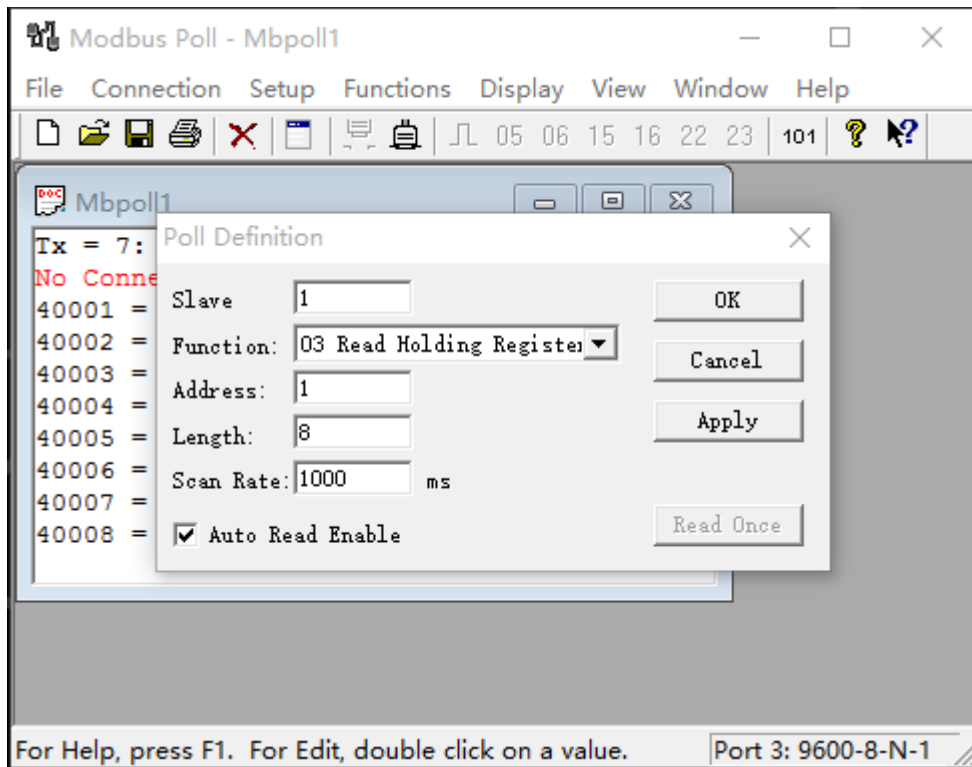 Modbus Poll - Mbpoll1
File Connection Setup Functions Display View Window Help
05 06 15 16 22 23 101
Mbpoll1
Tx = 7:
No Conne
40001 =
40002 =
40003 =
40004 =
40005 =
40006 =
40007 =
40008 =
Poll Definition
Slave 1
Function: 03 Read Holding Register
Address: 1
Length: 8
Scan Rate: 1000 ms
Auto Read Enable
OK
Cancel
Apply
Read Once
For Help, press F1. For Edit, double click on a value.
Port 3: 9600-8-N-1